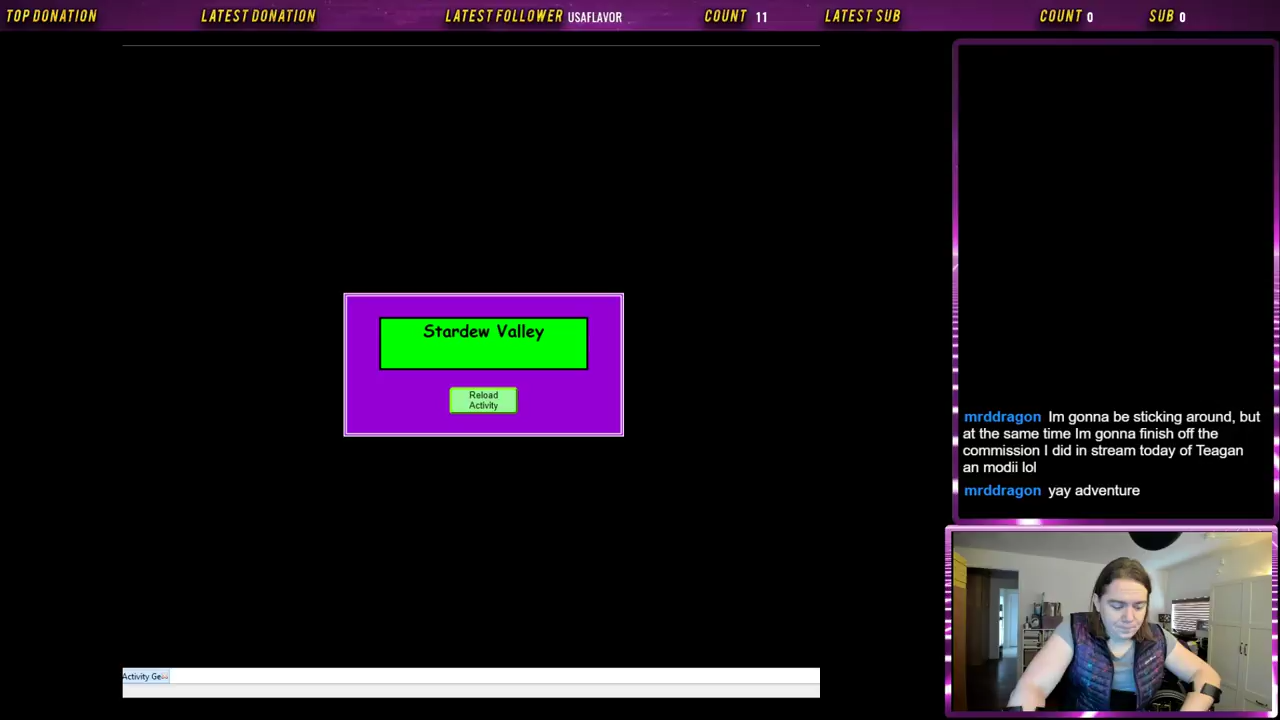 TOP DONATION LATEST DONATION LATEST FOLLOWER USAFLAVOR COUNT 11 LATEST SUB COUNT 0 SUB 0
Stardew Valley
Reload
Activity
mrddragon Im gonna be sticking around, but
at the same time Im gonna finish off the
commission I did in stream today of Teagan
an modii lol
mrddragon yay adventure
Activity Ge